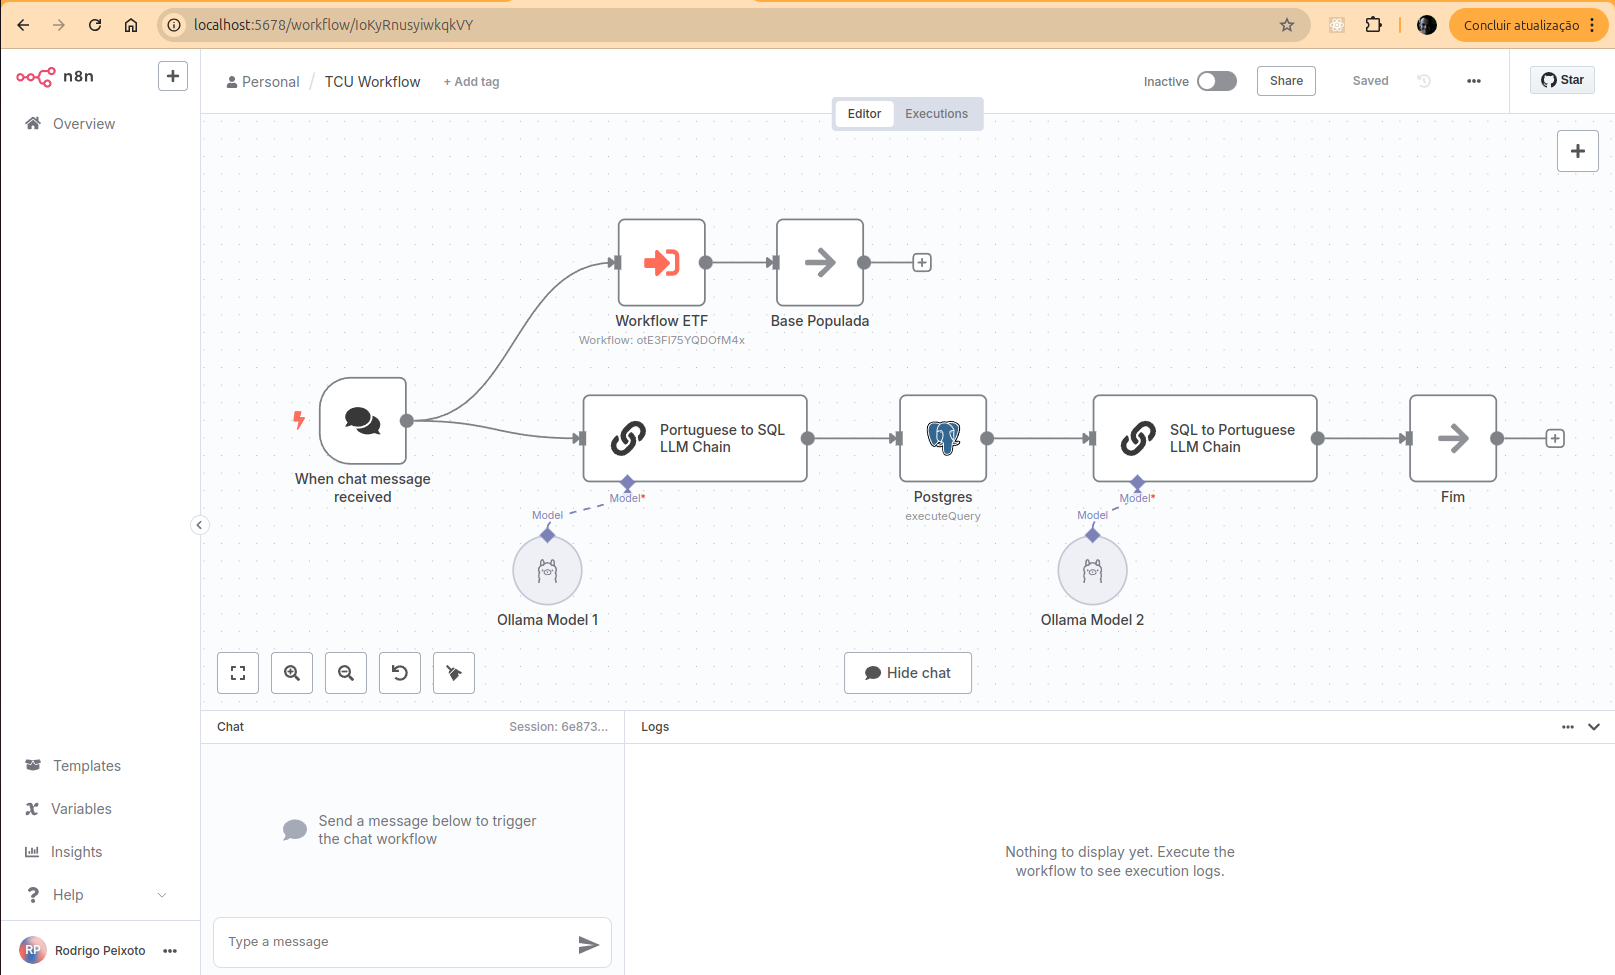 localhost:5678/workflow/IoKyRnusyiwkqkVY
Concluir atualização
n8n
Personal / TCU Workflow + Add tag
Inactive
Share
Saved
Star
Editor
Executions
Overview
Workflow ETF
Workflow: otE3FI75YQDOfM4x
Base Populada
When chat message
received
Portuguese to SQL
LLM Chain
Model*
Model
Ollama Model 1
Postgres
executeQuery
SQL to Portuguese
LLM Chain
Model*
Model
Ollama Model 2
Fim
Hide chat
Chat
Session: 6e873...
Logs
Send a message below to trigger
the chat workflow
Nothing to display yet. Execute the
workflow to see execution logs.
Type a message
Templates
Variables
Insights
Help
RP
Rodrigo Peixoto